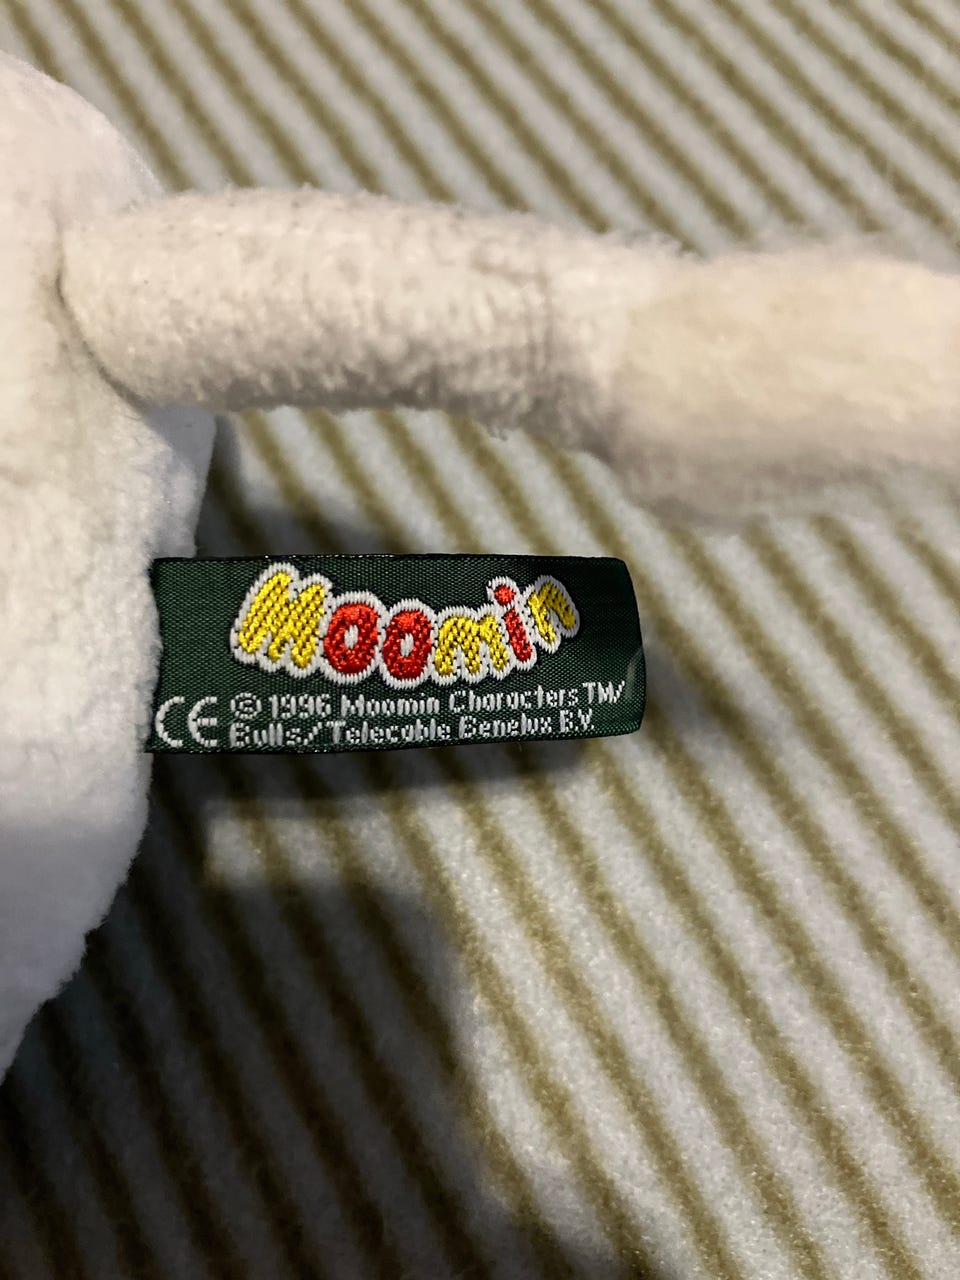 Moomin
CE © 1996 Moomin Characters TM/
Bulls/Telecable Benelux B.V.